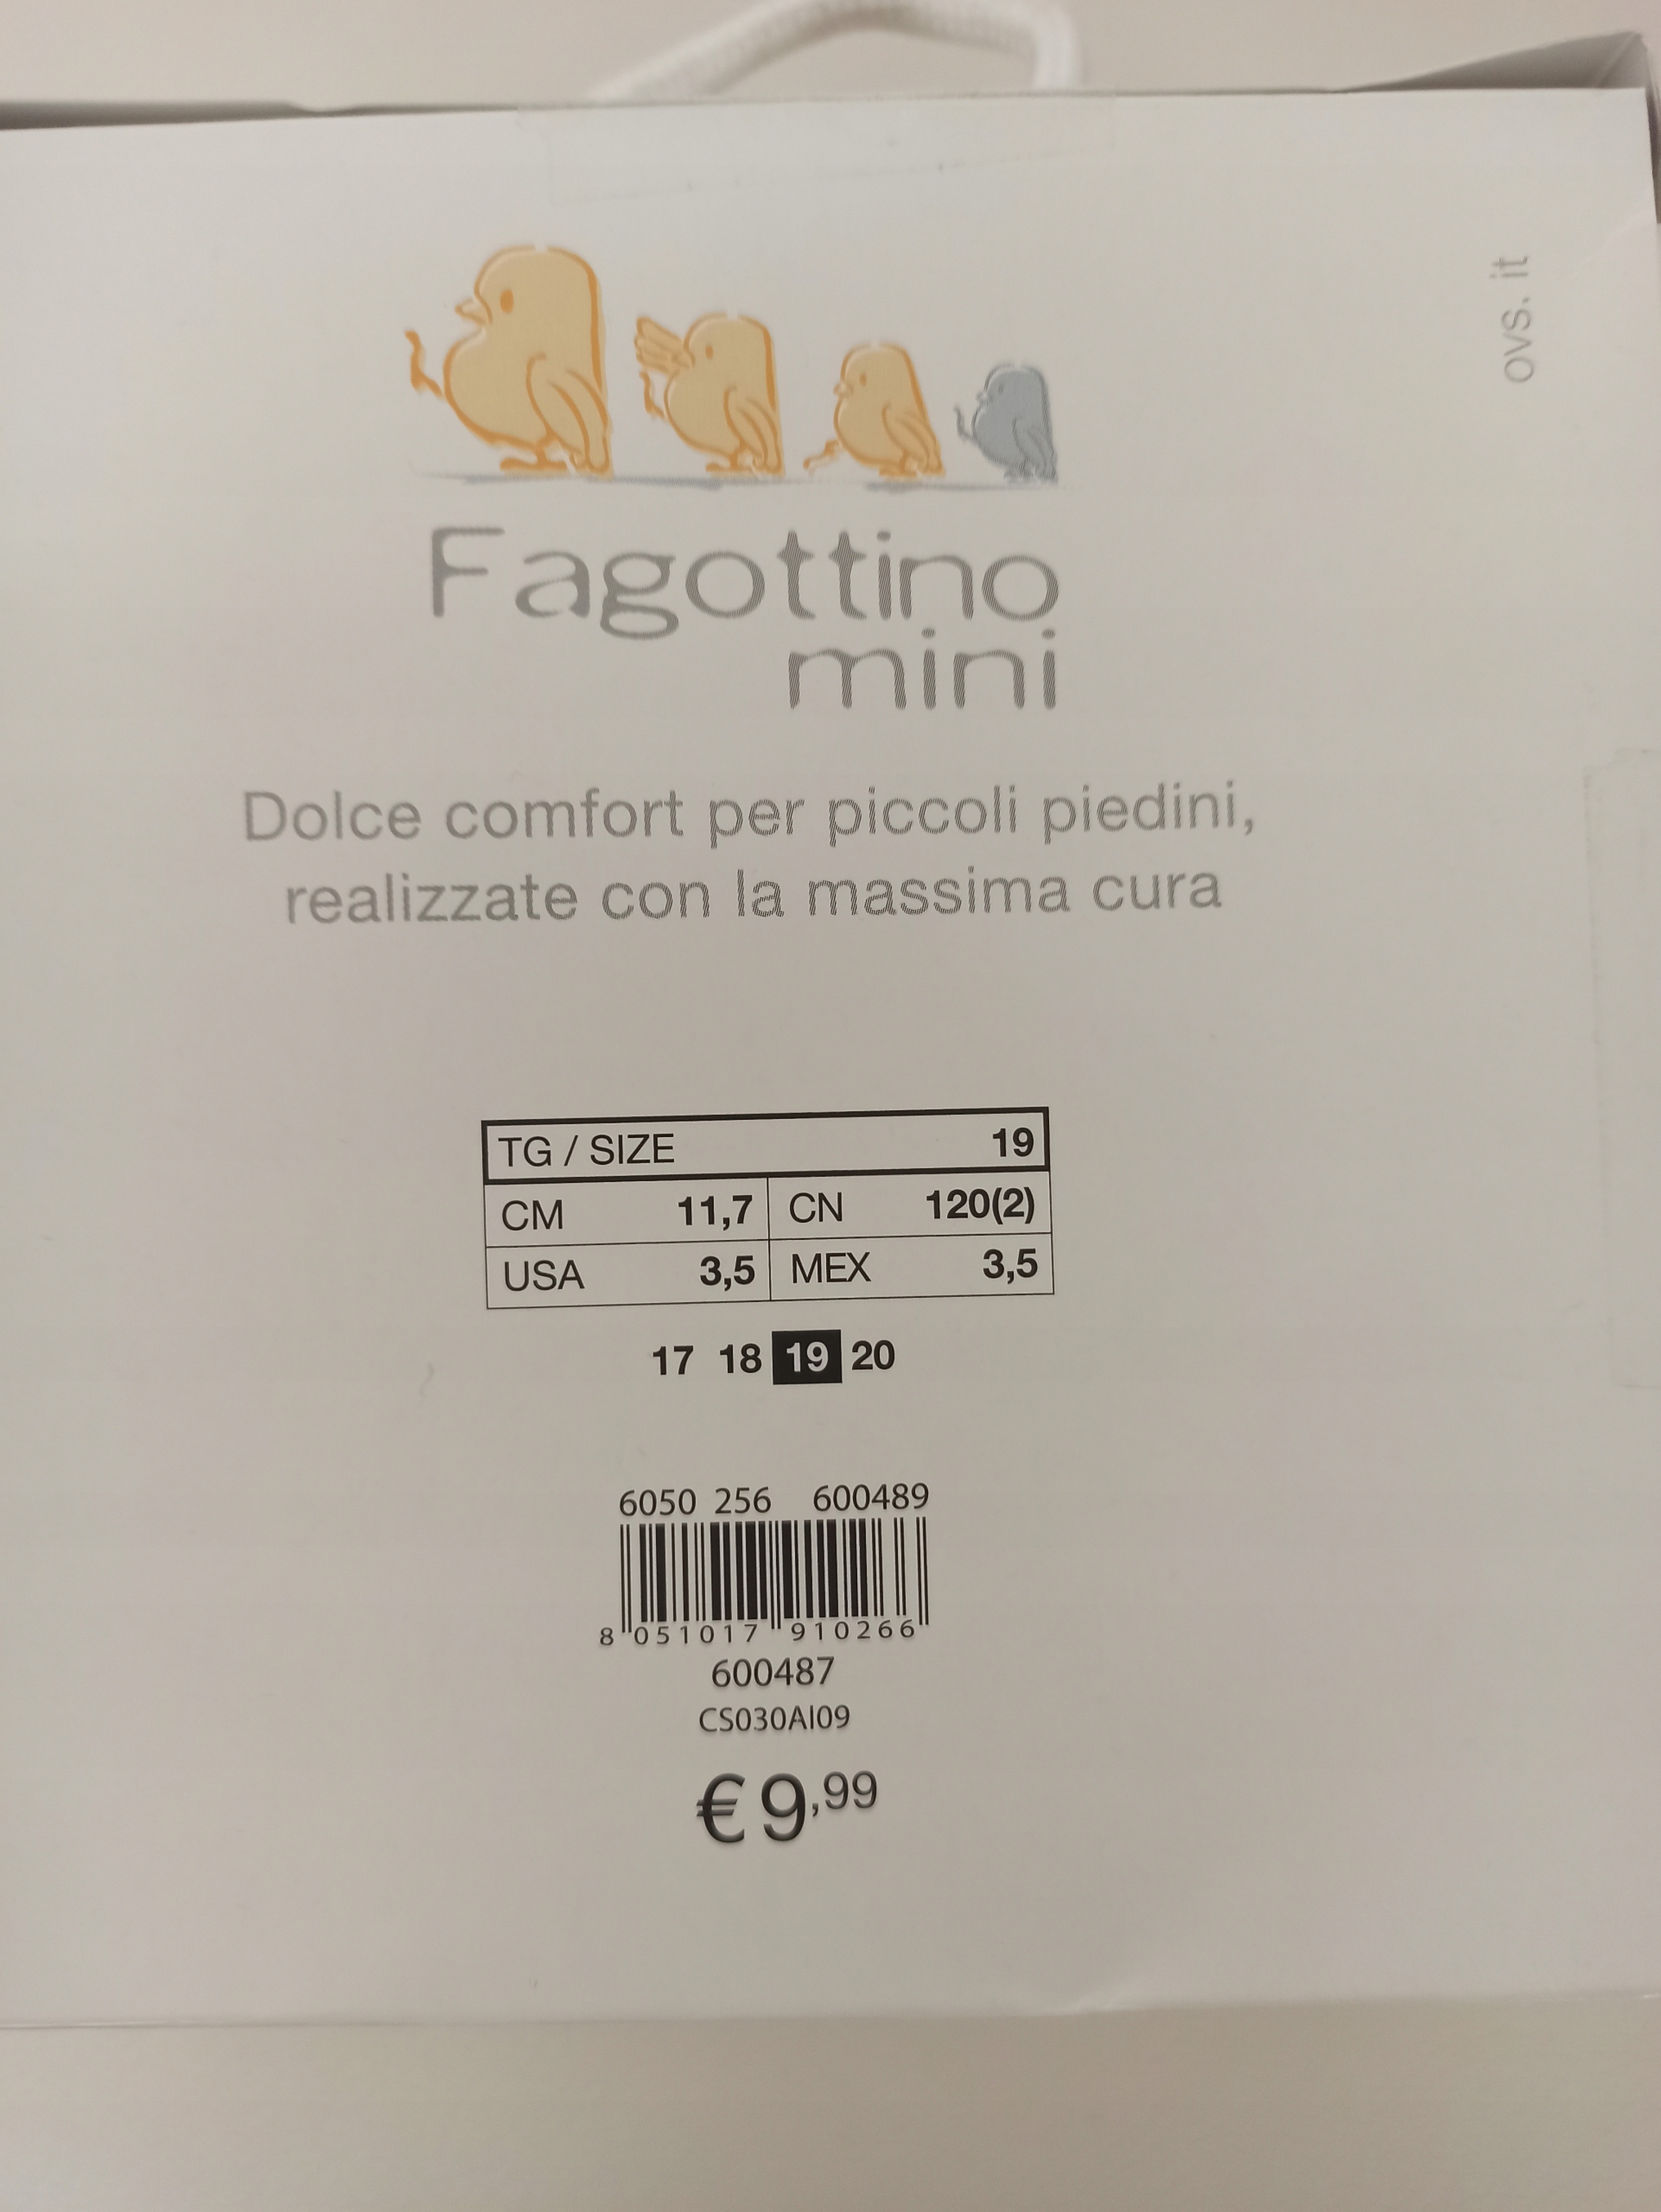 ovs. it
Fagottino
mini
Dolce comfort per piccoli piedini,
realizzate con la massima cura
TG / SIZE 19
CM 11,7 CN 120(2)
USA 3,5 MEX 3,5
17 18 19 20
6050 256 600489
8 051017 910266
600487
CS030AI09
€ 9,99